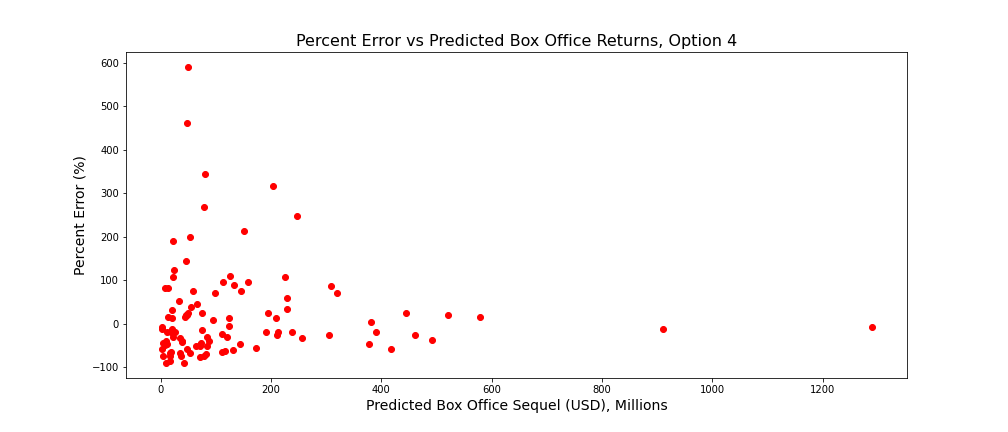 Percent Error vs Predicted Box Office Returns, Option 4
600
500
400
300
200
100
0
−100
Percent Error (%)
0 200 400 600 800 1000 1200
Predicted Box Office Sequel (USD), Millions